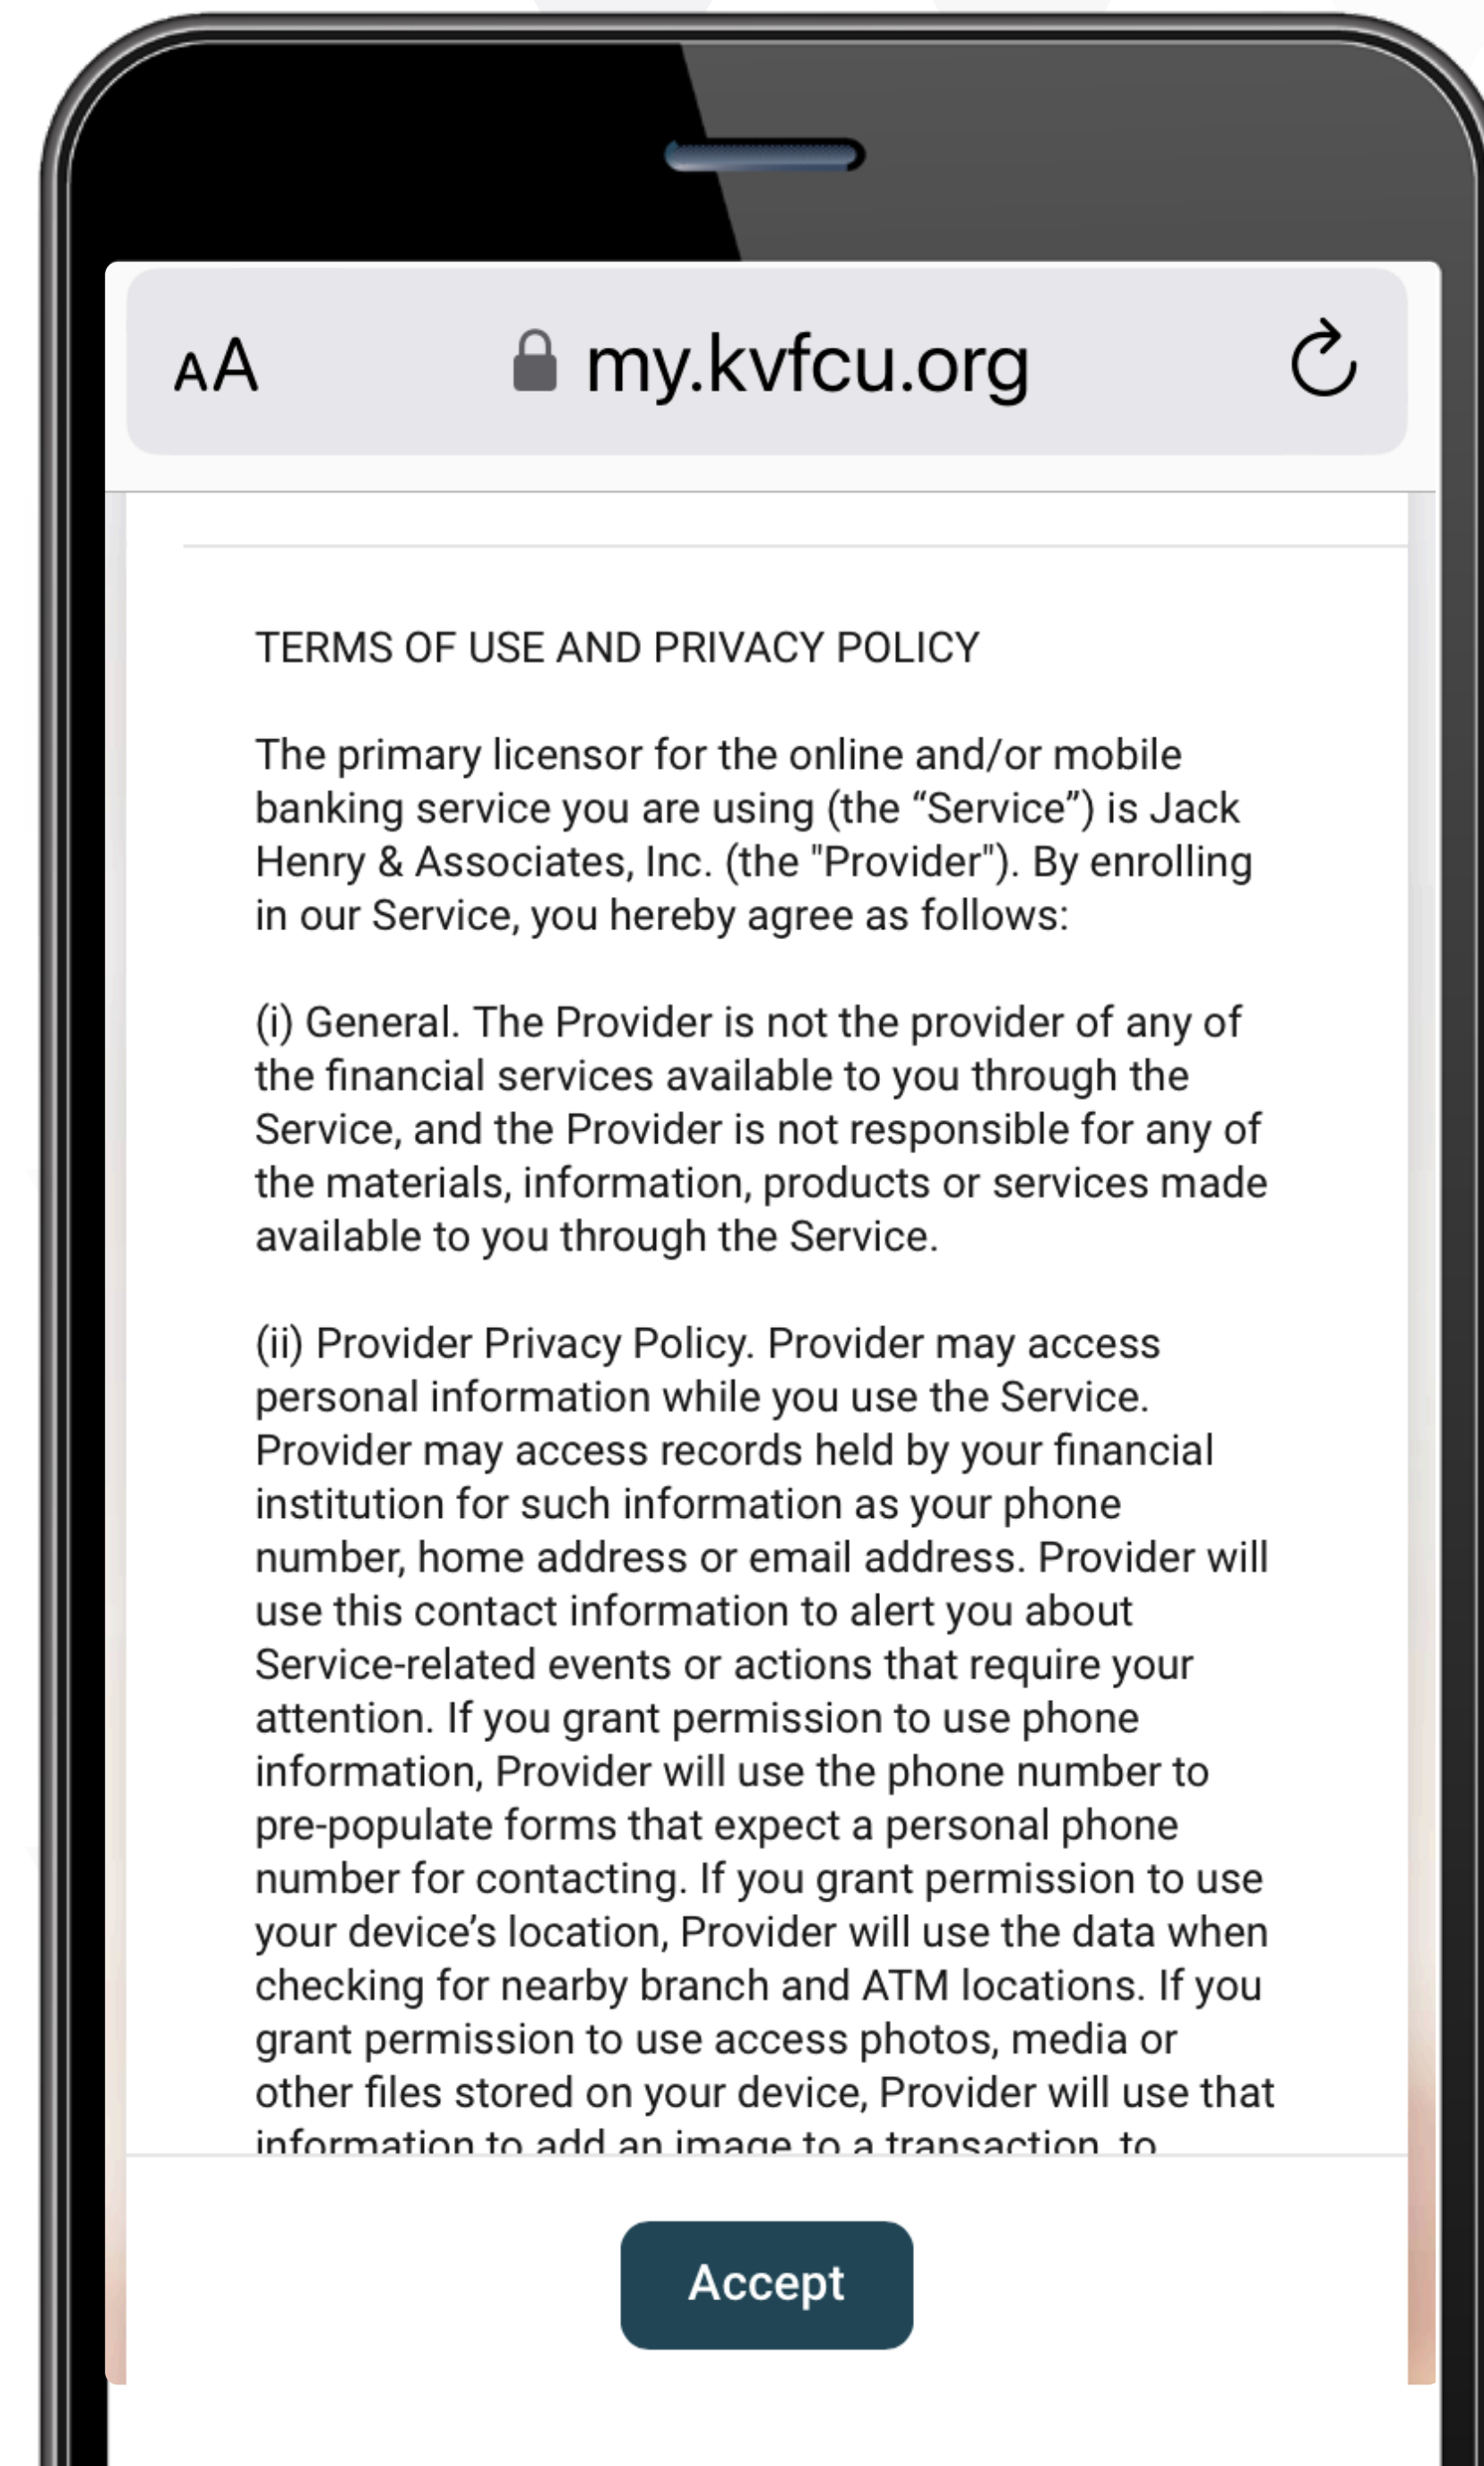 AA
my.kvfcu.org
TERMS OF USE AND PRIVACY POLICY
The primary licensor for the online and/or mobile
banking service you are using (the “Service”) is Jack
Henry & Associates, Inc. (the "Provider"). By enrolling
in our Service, you hereby agree as follows:
(i) General. The Provider is not the provider of any of
the financial services available to you through the
Service, and the Provider is not responsible for any of
the materials, information, products or services made
available to you through the Service.
(ii) Provider Privacy Policy. Provider may access
personal information while you use the Service.
Provider may access records held by your financial
institution for such information as your phone
number, home address or email address. Provider will
use this contact information to alert you about
Service-related events or actions that require your
attention. If you grant permission to use phone
information, Provider will use the phone number to
pre-populate forms that expect a personal phone
number for contacting. If you grant permission to use
your device’s location, Provider will use the data when
checking for nearby branch and ATM locations. If you
grant permission to use access photos, media or
other files stored on your device, Provider will use that
information to add an image to a transaction, to
Accept